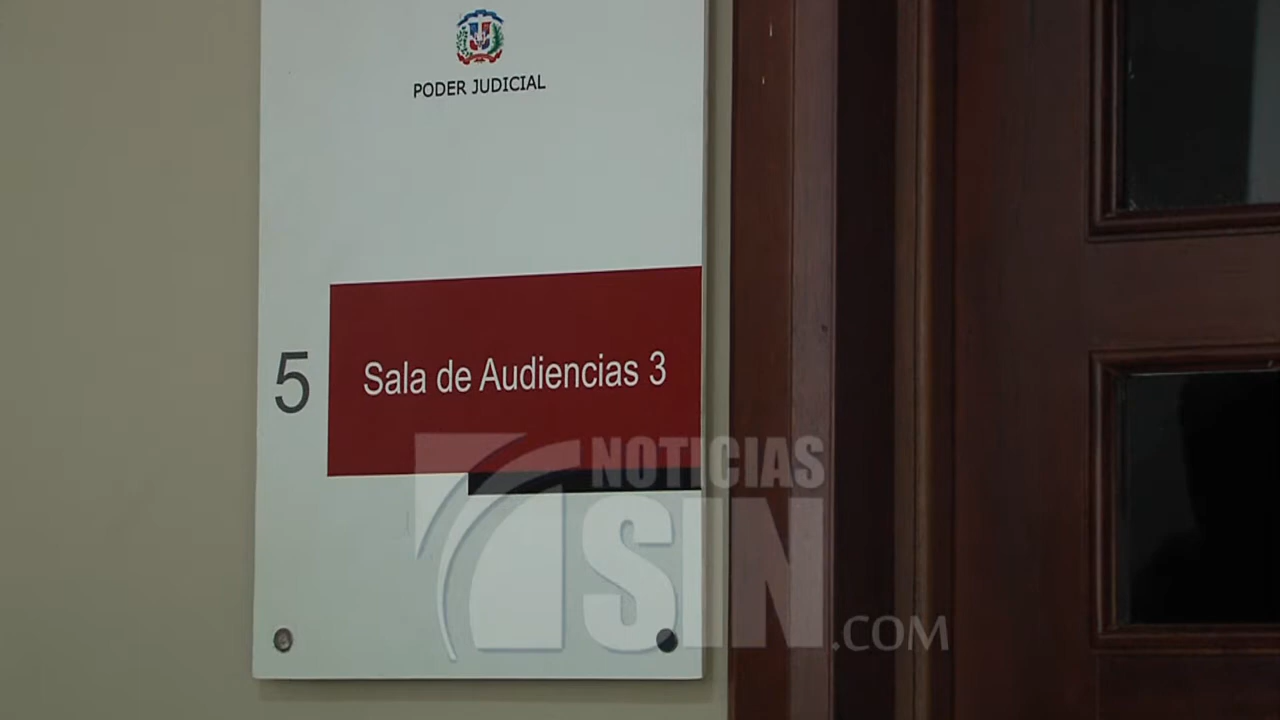 PODER JUDICIAL
5
Sala de Audiencias 3
NOTICIAS
SIN
.COM